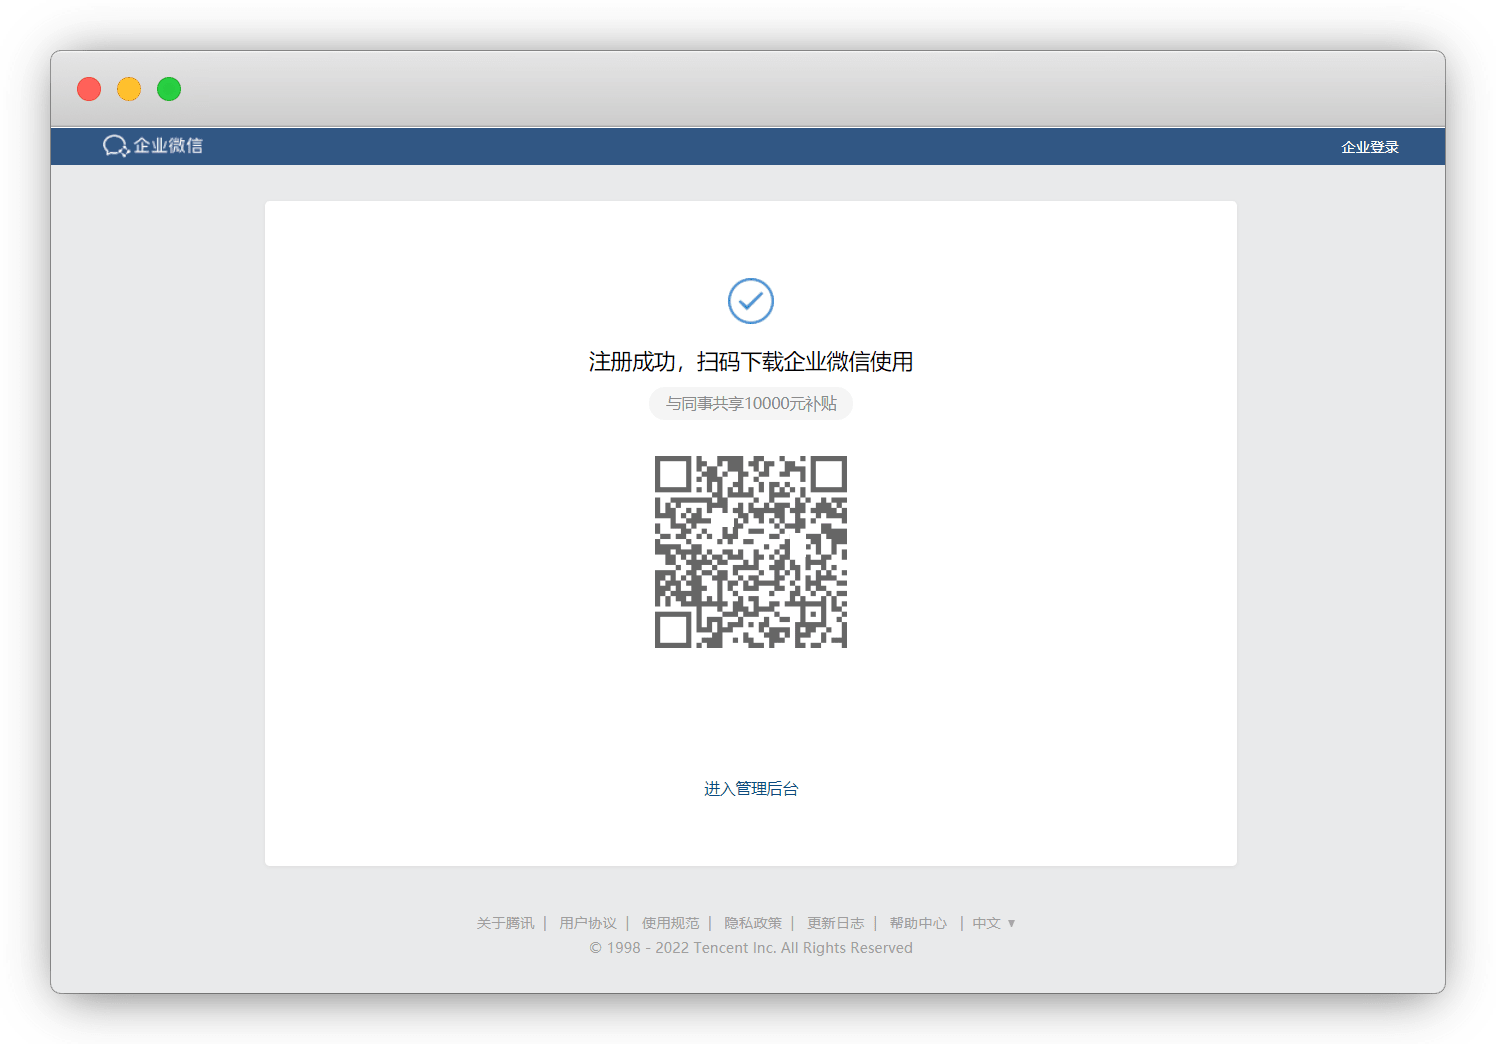 企业微信
企业登录
注册成功，扫码下载企业微信使用
与同事共享10000元补贴
进入管理后台
关于腾讯 | 用户协议 | 使用规范 | 隐私政策 | 更新日志 | 帮助中心 | 中文 ▼
© 1998 - 2022 Tencent Inc. All Rights Reserved